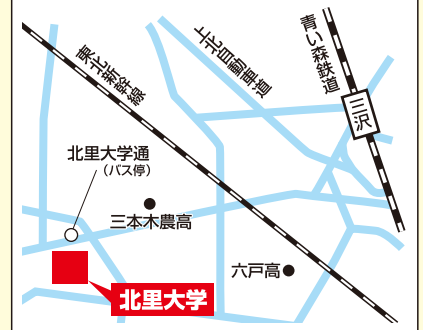 青い森鉄道
上北自動車道
東北新幹線
三沢
北里大学通
（バス停）
三本木農高
六戸高
北里大学